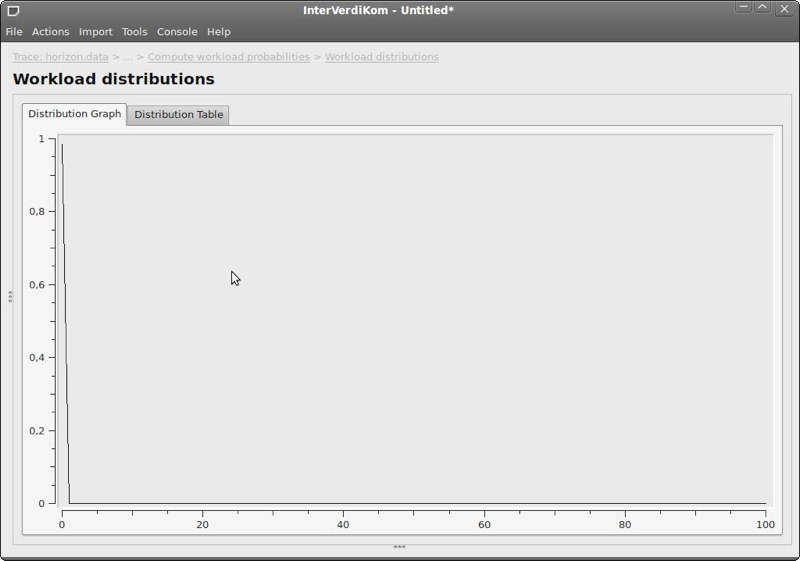 InterVerdiKom - Untitled*
File Actions Import Tools Console Help
Trace: horizon.data > ... > Compute workload probabilities > Workload distributions
Workload distributions
Distribution Graph Distribution Table
1
0,8
0,6
0,4
0,2
0
0 20 40 60 80 100